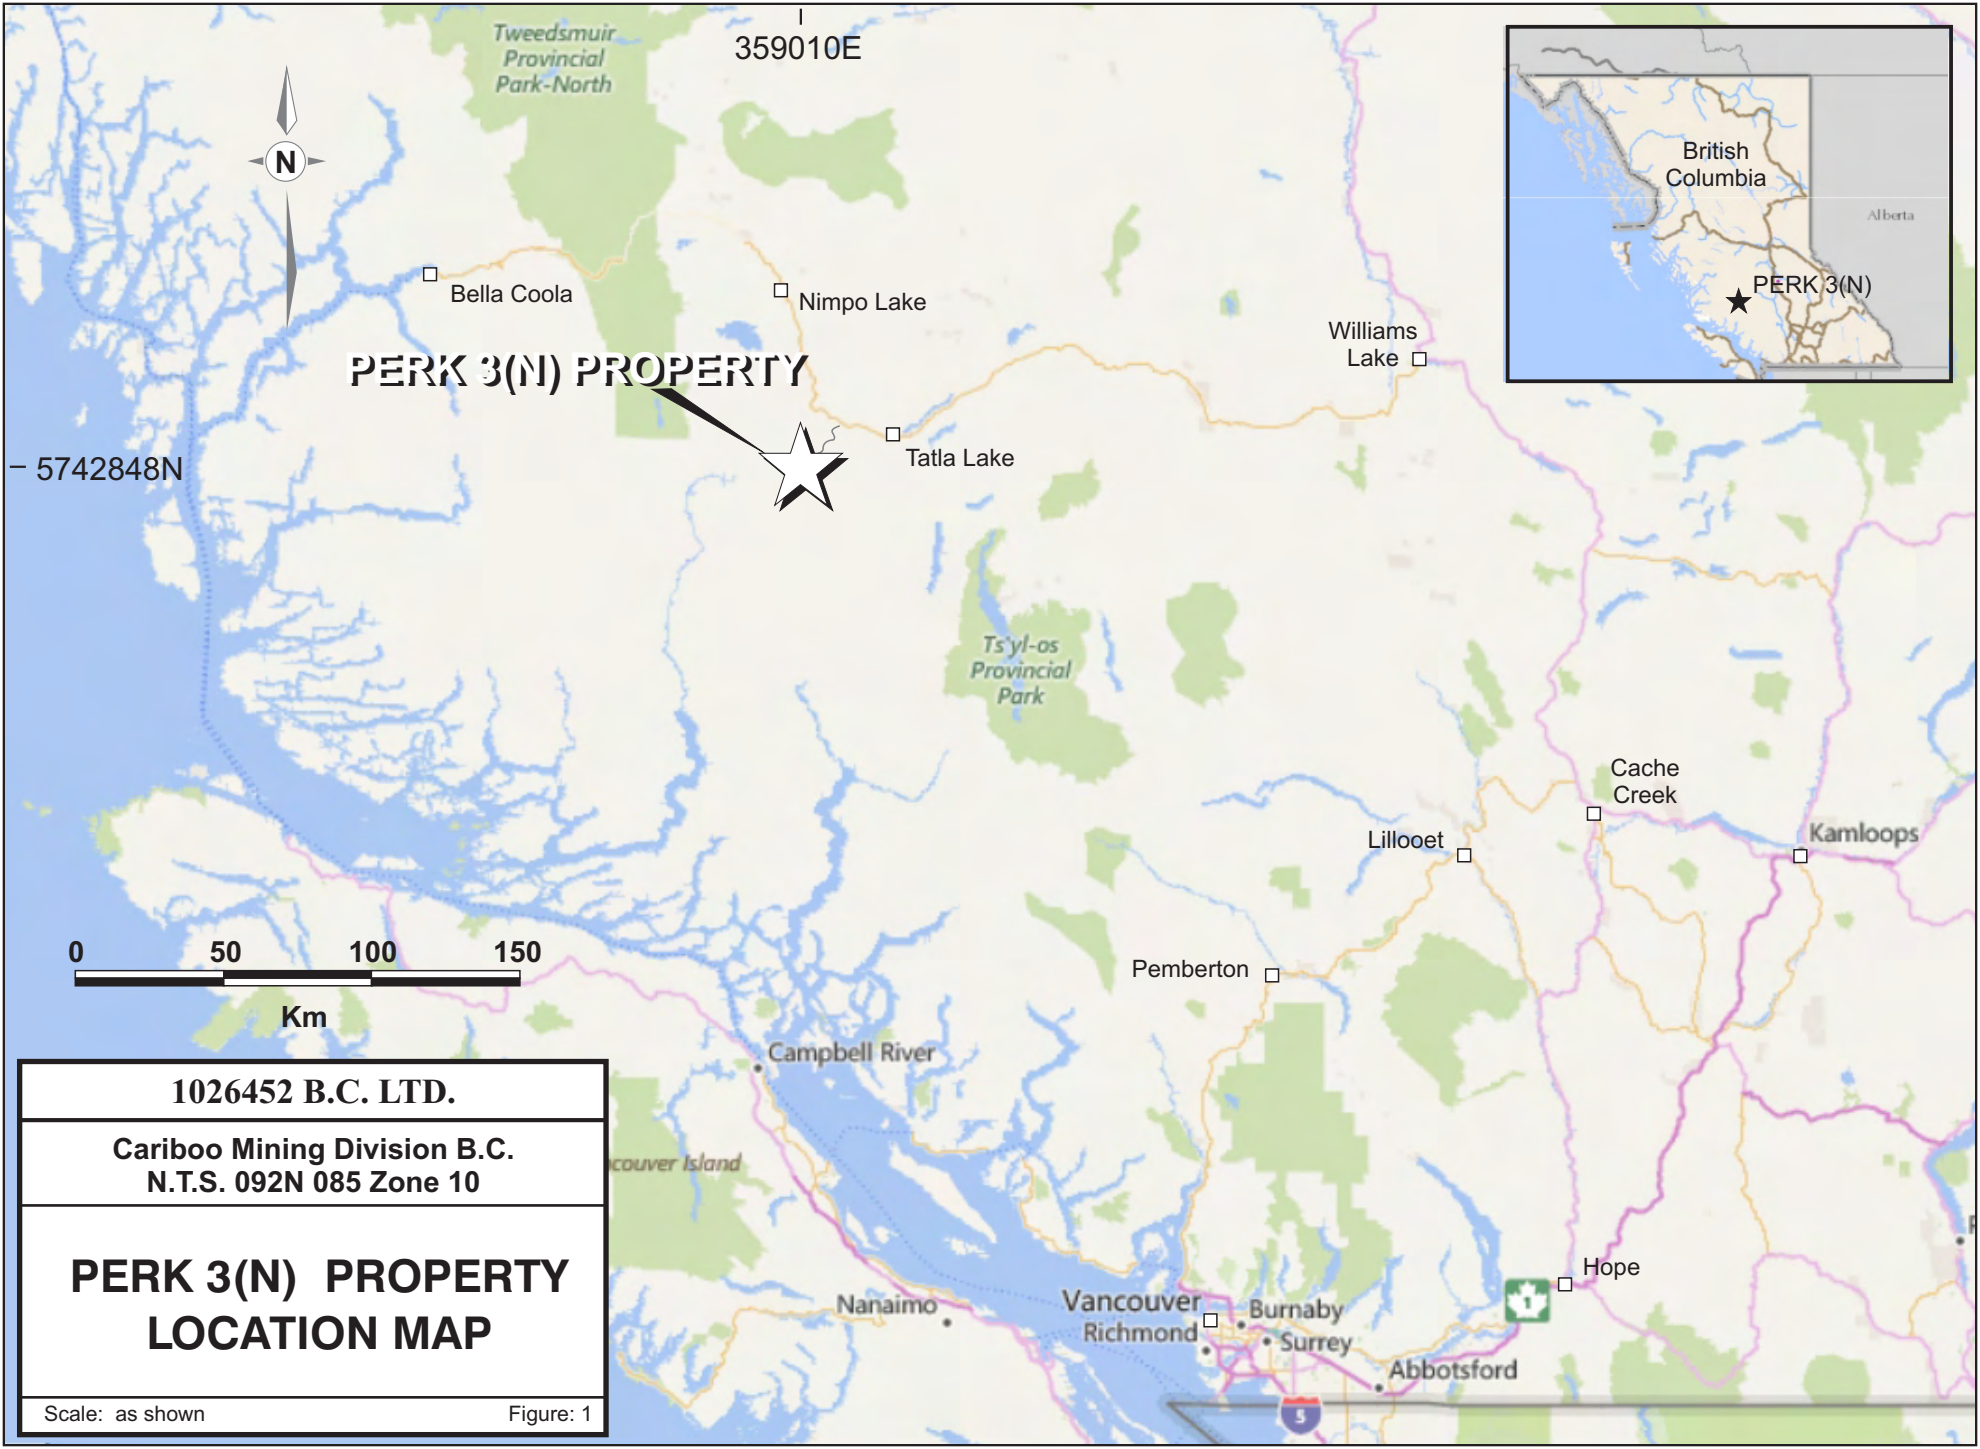 Tweedsmuir
Provincial
Park-North
359010E
N
British
Columbia
Alberta
PERK 3(N)
Bella Coola
Nimpo Lake
Williams
Lake
PERK 3(N) PROPERTY
Tatla Lake
5742848N
Ts'yl-os
Provincial
Park
Cache
Creek
Lillooet
Kamloops
0 50 100 150
Km
Pemberton
Campbell River
1026452 B.C. LTD.
Cariboo Mining Division B.C.
N.T.S. 092N 085 Zone 10
PERK 3(N) PROPERTY
LOCATION MAP
Scale: as shown
Figure: 1
couver Island
Nanaimo
Vancouver
Burnaby
Richmond
Surrey
Abbotsford
Hope
1
5